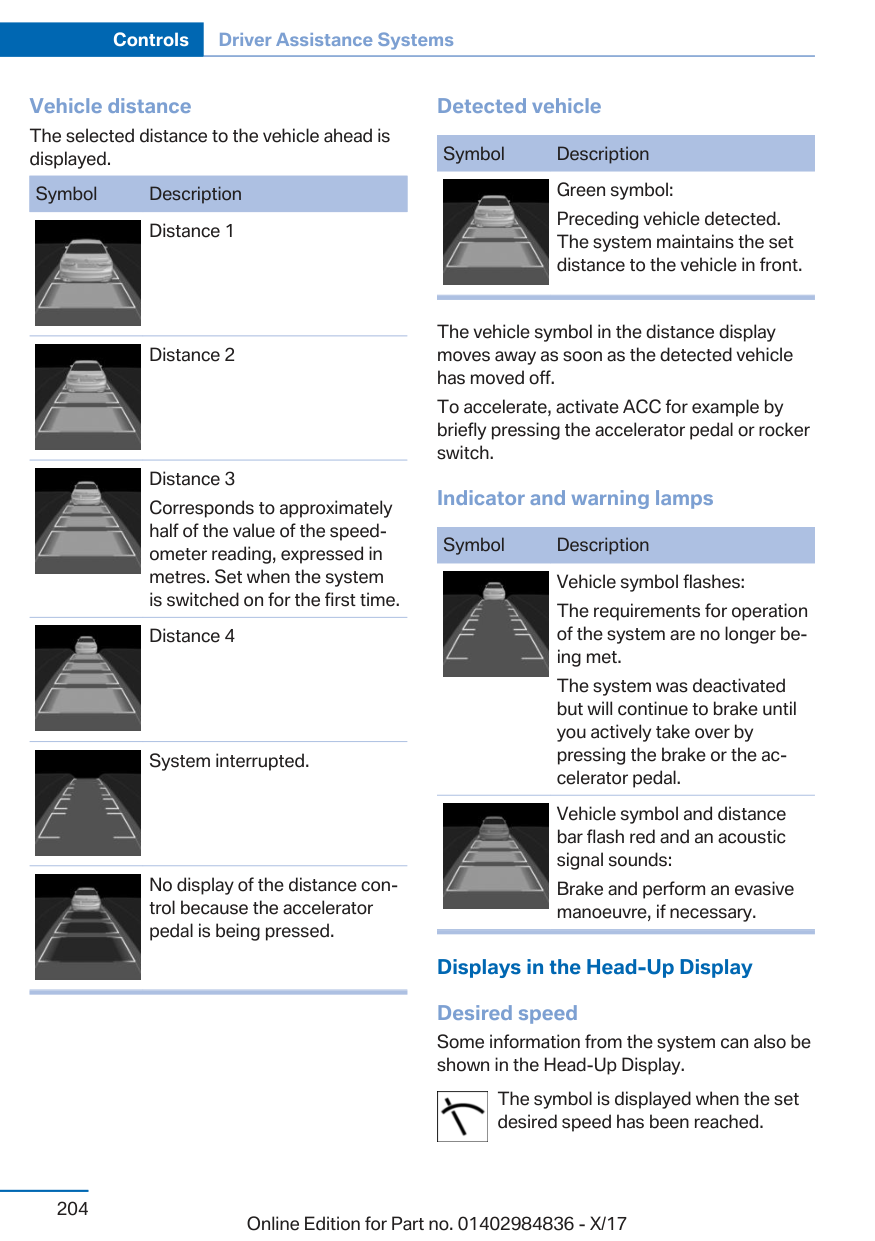 Controls
Driver Assistance Systems
Vehicle distance
The selected distance to the vehicle ahead is
displayed.
Symbol
Description
Distance 1
Distance 2
Distance 3
Corresponds to approximately
half of the value of the speed-
ometer reading, expressed in
metres. Set when the system
is switched on for the first time.
Distance 4
System interrupted.
No display of the distance con-
trol because the accelerator
pedal is being pressed.
Detected vehicle
Symbol
Description
Green symbol:
Preceding vehicle detected.
The system maintains the set
distance to the vehicle in front.
The vehicle symbol in the distance display
moves away as soon as the detected vehicle
has moved off.
To accelerate, activate ACC for example by
briefly pressing the accelerator pedal or rocker
switch.
Indicator and warning lamps
Symbol
Description
Vehicle symbol flashes:
The requirements for operation
of the system are no longer be-
ing met.
The system was deactivated
but will continue to brake until
you actively take over by
pressing the brake or the ac-
celerator pedal.
Vehicle symbol and distance
bar flash red and an acoustic
signal sounds:
Brake and perform an evasive
manoeuvre, if necessary.
Displays in the Head-Up Display
Desired speed
Some information from the system can also be
shown in the Head-Up Display.
The symbol is displayed when the set
desired speed has been reached.
204
Online Edition for Part no. 01402984836 - X/17